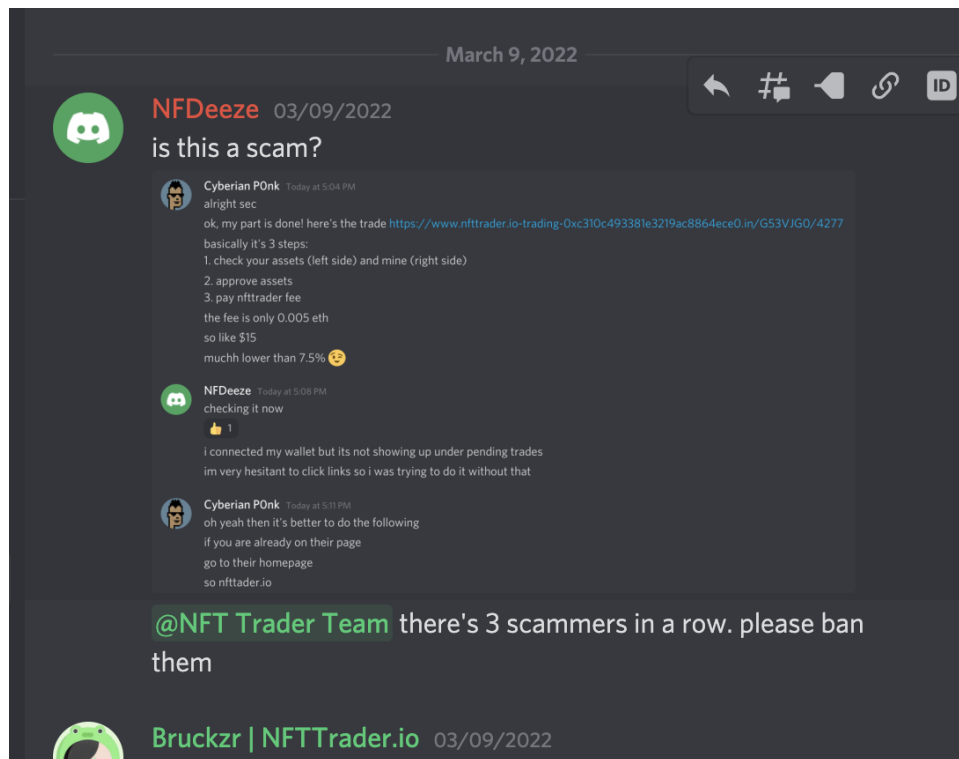 March 9, 2022
ID
NFDeeze 03/09/2022
is this a scam?
Cyberian P0nk Today at 5:04 PM
alright sec
ok, my part is done! here's the trade https://www.nfttrader.io-trading-0xc310c493381e3219ac8864ece0.in/G53VJG0/4277
basically it's 3 steps:
1. check your assets (left side) and mine (right side)
2. approve assets
3. pay nfttrader fee
the fee is only 0.005 eth
so like $15
muchh lower than 7.5% 😉
NFDeeze Today at 5:08 PM
checking it now
👍 1
i connected my wallet but its not showing up under pending trades
im very hesitant to click links so i was trying to do it without that
Cyberian P0nk Today at 5:11 PM
oh yeah then it's better to do the following
if you are already on their page
go to their homepage
so nfttader.io
@NFT Trader Team there's 3 scammers in a row. please ban
them
Bruckzr | NFTTrader.io 03/09/2022